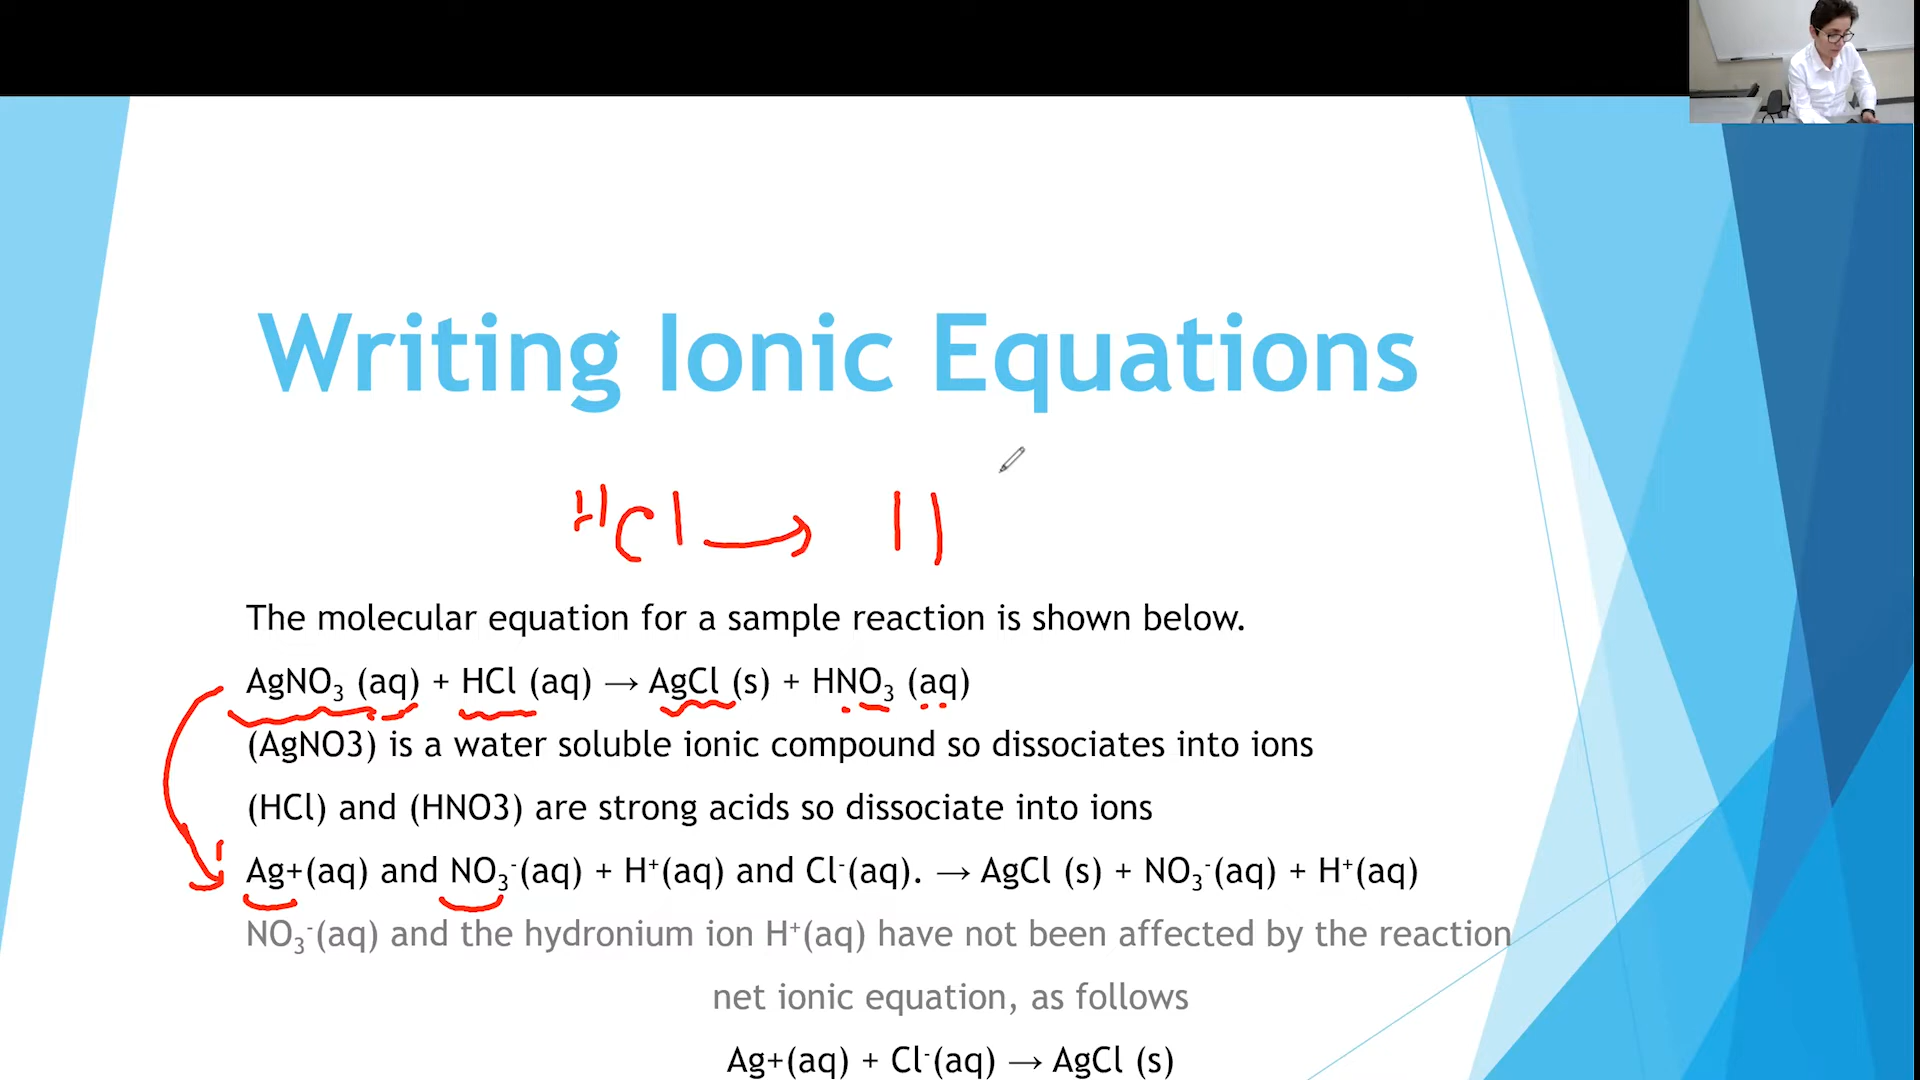 Writing Ionic Equations
HCl →
The molecular equation for a sample reaction is shown below.
AgNO₃ (aq) + HCl (aq) → AgCl (s) + HNO₃ (aq)
(AgNO3) is a water soluble ionic compound so dissociates into ions
(HCl) and (HNO3) are strong acids so dissociate into ions
Ag+(aq) and NO₃⁻(aq) + H⁺(aq) and Cl⁻(aq). → AgCl (s) + NO₃⁻(aq) + H⁺(aq)
NO₃⁻(aq) and the hydronium ion H⁺(aq) have not been affected by the reaction
net ionic equation, as follows
Ag+(aq) + Cl⁻(aq) → AgCl (s)